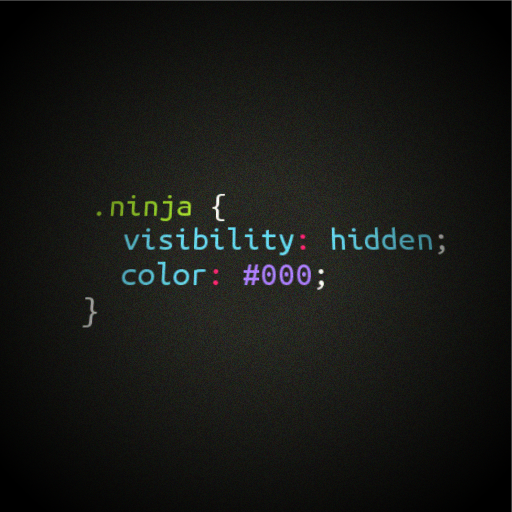 .ninja {
visibility: hidden;
color: #000;
}